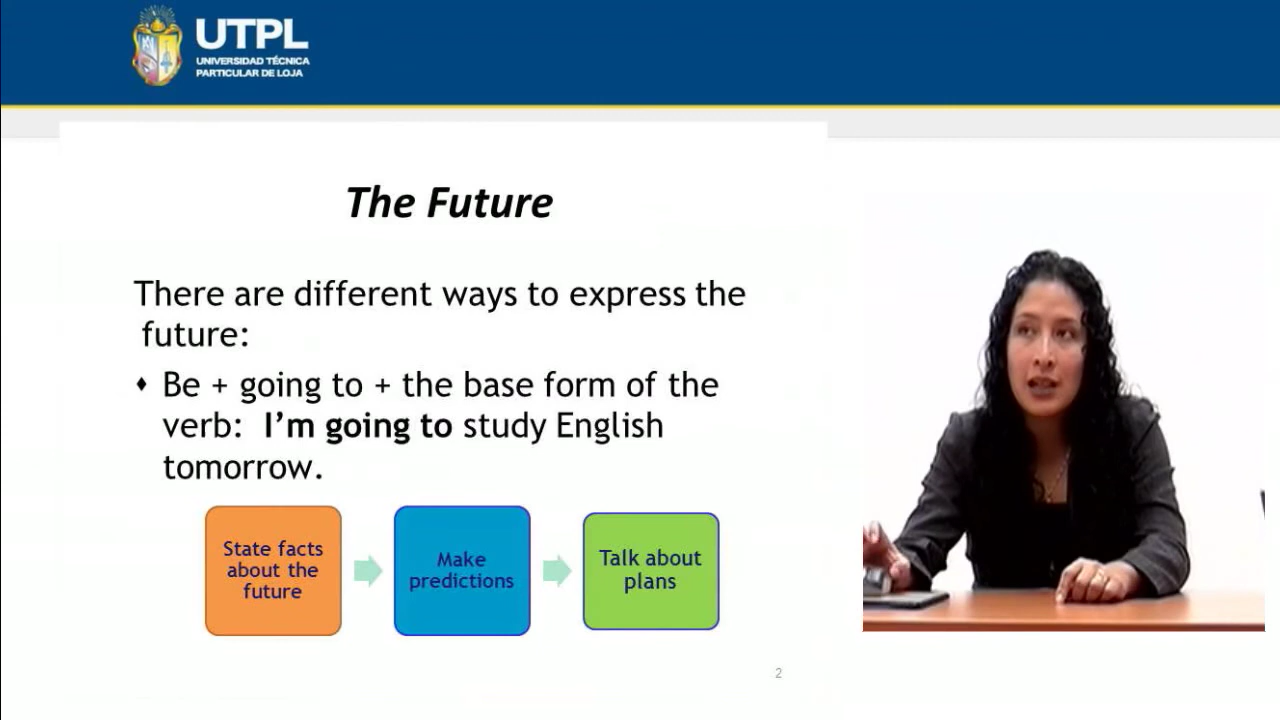 UTPL
UNIVERSIDAD TÉCNICA
PARTICULAR DE LOJA
The Future
There are different ways to express the
future:
♦ Be + going to + the base form of the
verb: I'm going to study English
tomorrow.
State facts
about the
future
Make
predictions
Talk about
plans
2